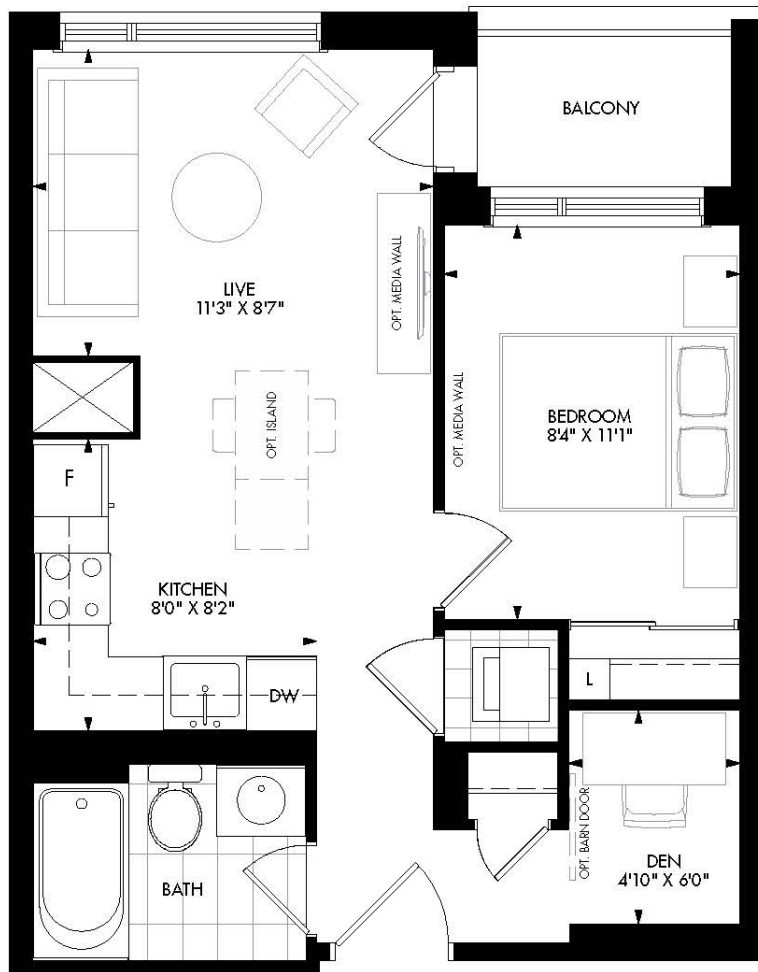 BALCONY
LIVE
11'3" X 8'7"
OPT. MEDIA WALL
OPT. ISLAND
OPT. MEDIA WALL
BEDROOM
8'4" X 11'1"
F
KITCHEN
8'0" X 8'2"
DW
L
OPT. BARN DOOR
DEN
4'10" X 6'0"
BATH